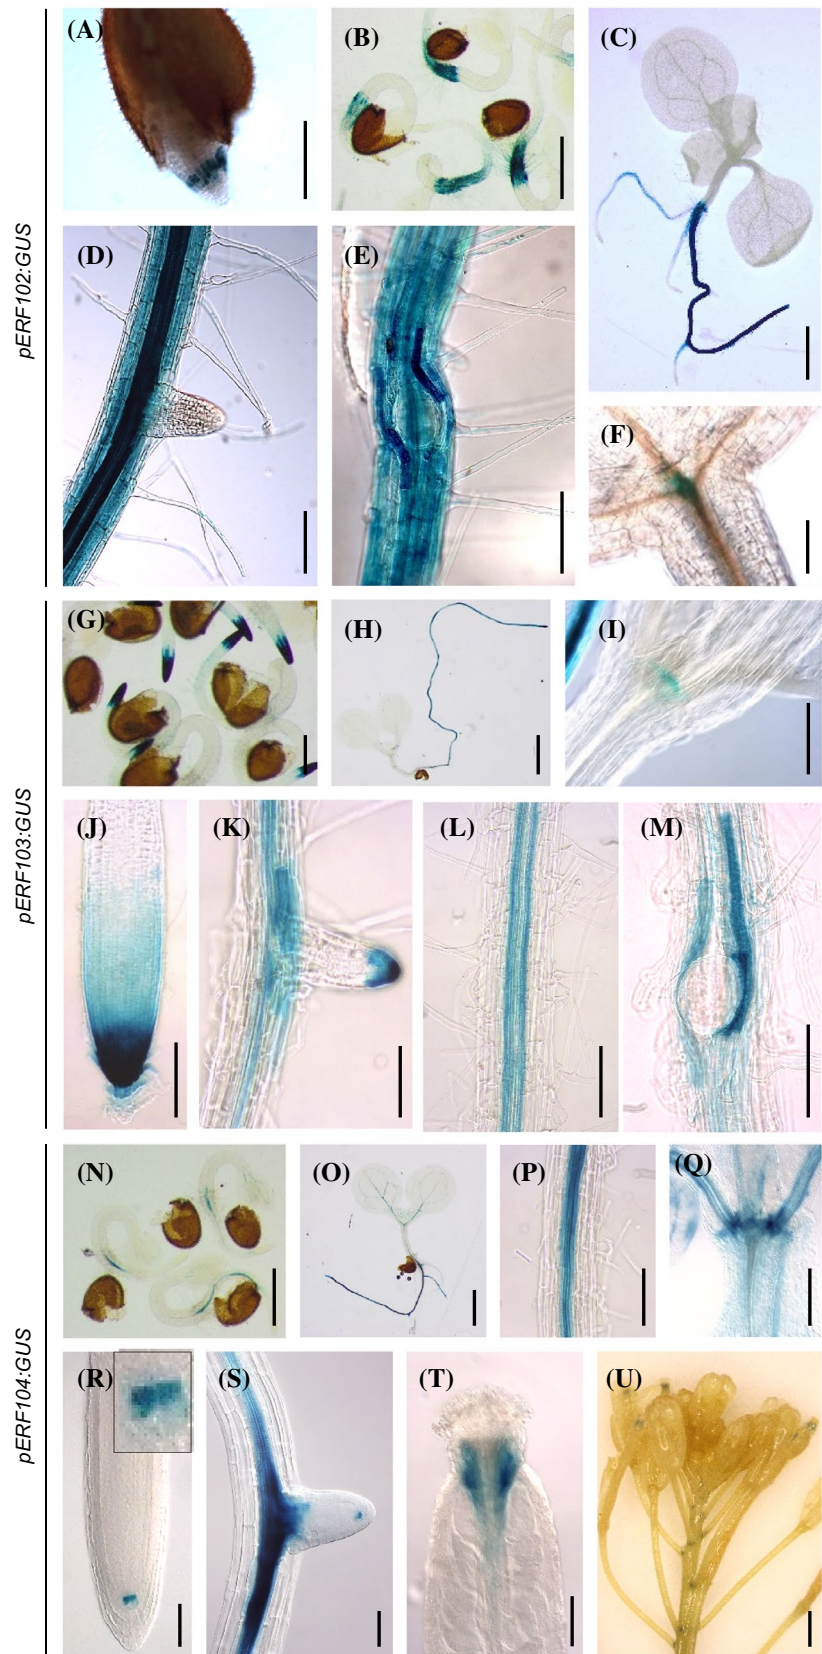 pERF102:GUS
(A)
(B)
(C)
(D)
(E)
(F)
pERF103:GUS
(G)
(H)
(I)
(J)
(K)
(L)
(M)
pERF104:GUS
(N)
(O)
(P)
(Q)
(R)
(S)
(T)
(U)